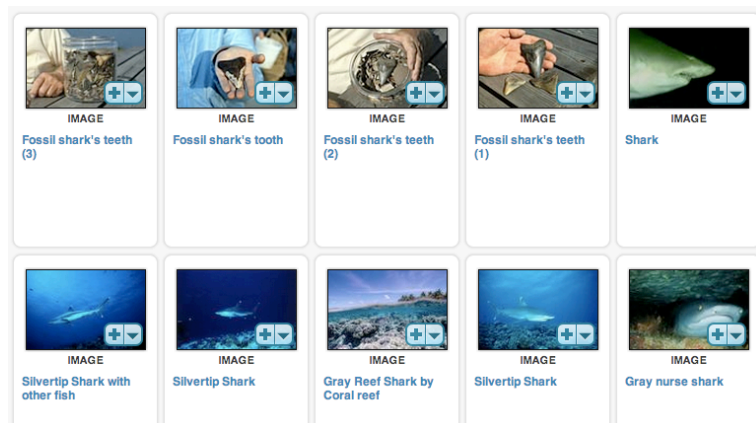 IMAGE
IMAGE
IMAGE
IMAGE
IMAGE
Fossil shark's teeth
(3)
Fossil shark's tooth
Fossil shark's teeth
(2)
Fossil shark's teeth
(1)
Shark
IMAGE
IMAGE
IMAGE
IMAGE
IMAGE
Silvertip Shark with
other fish
Silvertip Shark
Gray Reef Shark by
Coral reef
Silvertip Shark
Gray nurse shark